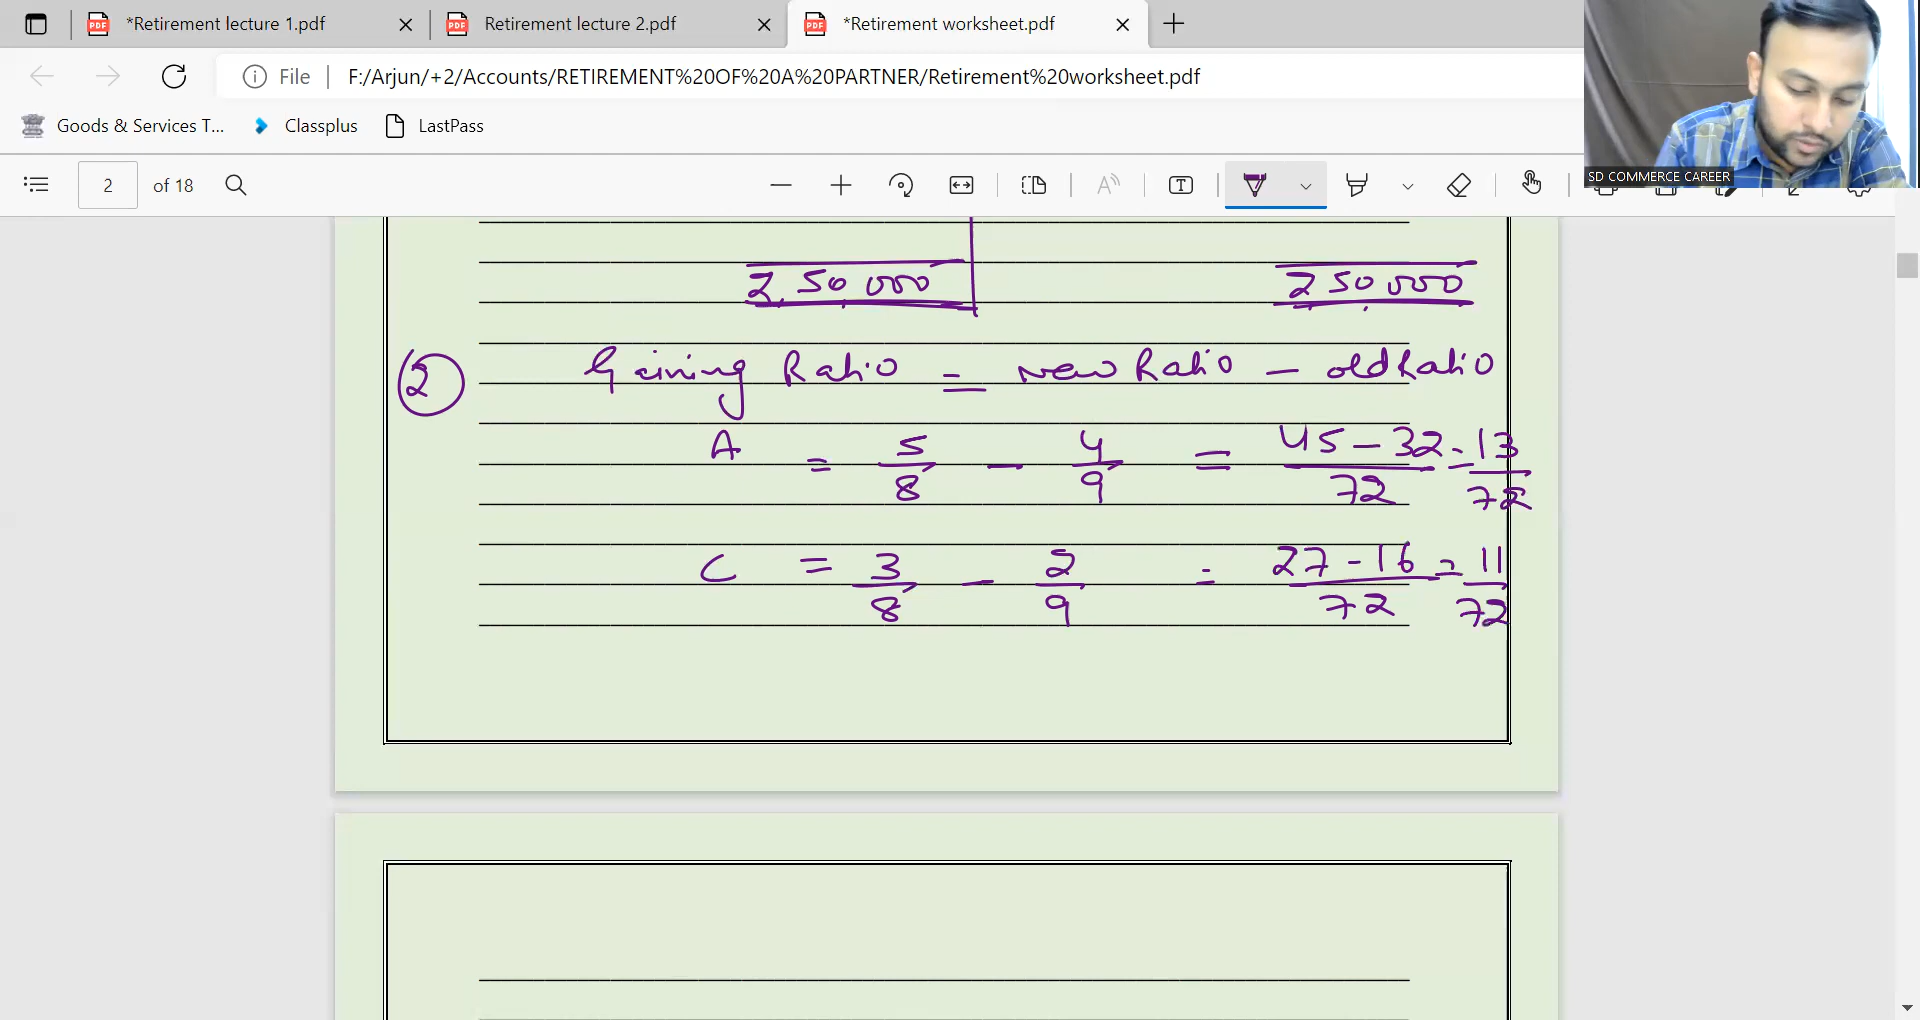 *Retirement lecture 1.pdf
Retirement lecture 2.pdf
*Retirement worksheet.pdf
File F:/Arjun/+2/Accounts/RETIREMENT%20OF%20A%20PARTNER/Retirement%20worksheet.pdf
Goods & Services T... Classplus LastPass
SD COMMERCE CAREER
2 of 18
2,50,000 2,50,000
(2) Gaining Ratio = New Ratio - old Ratio
A = 5/8 - 4/9 = 45-32/72 = 13/72
C = 3/8 - 2/9 = 27-16/72 = 11/72